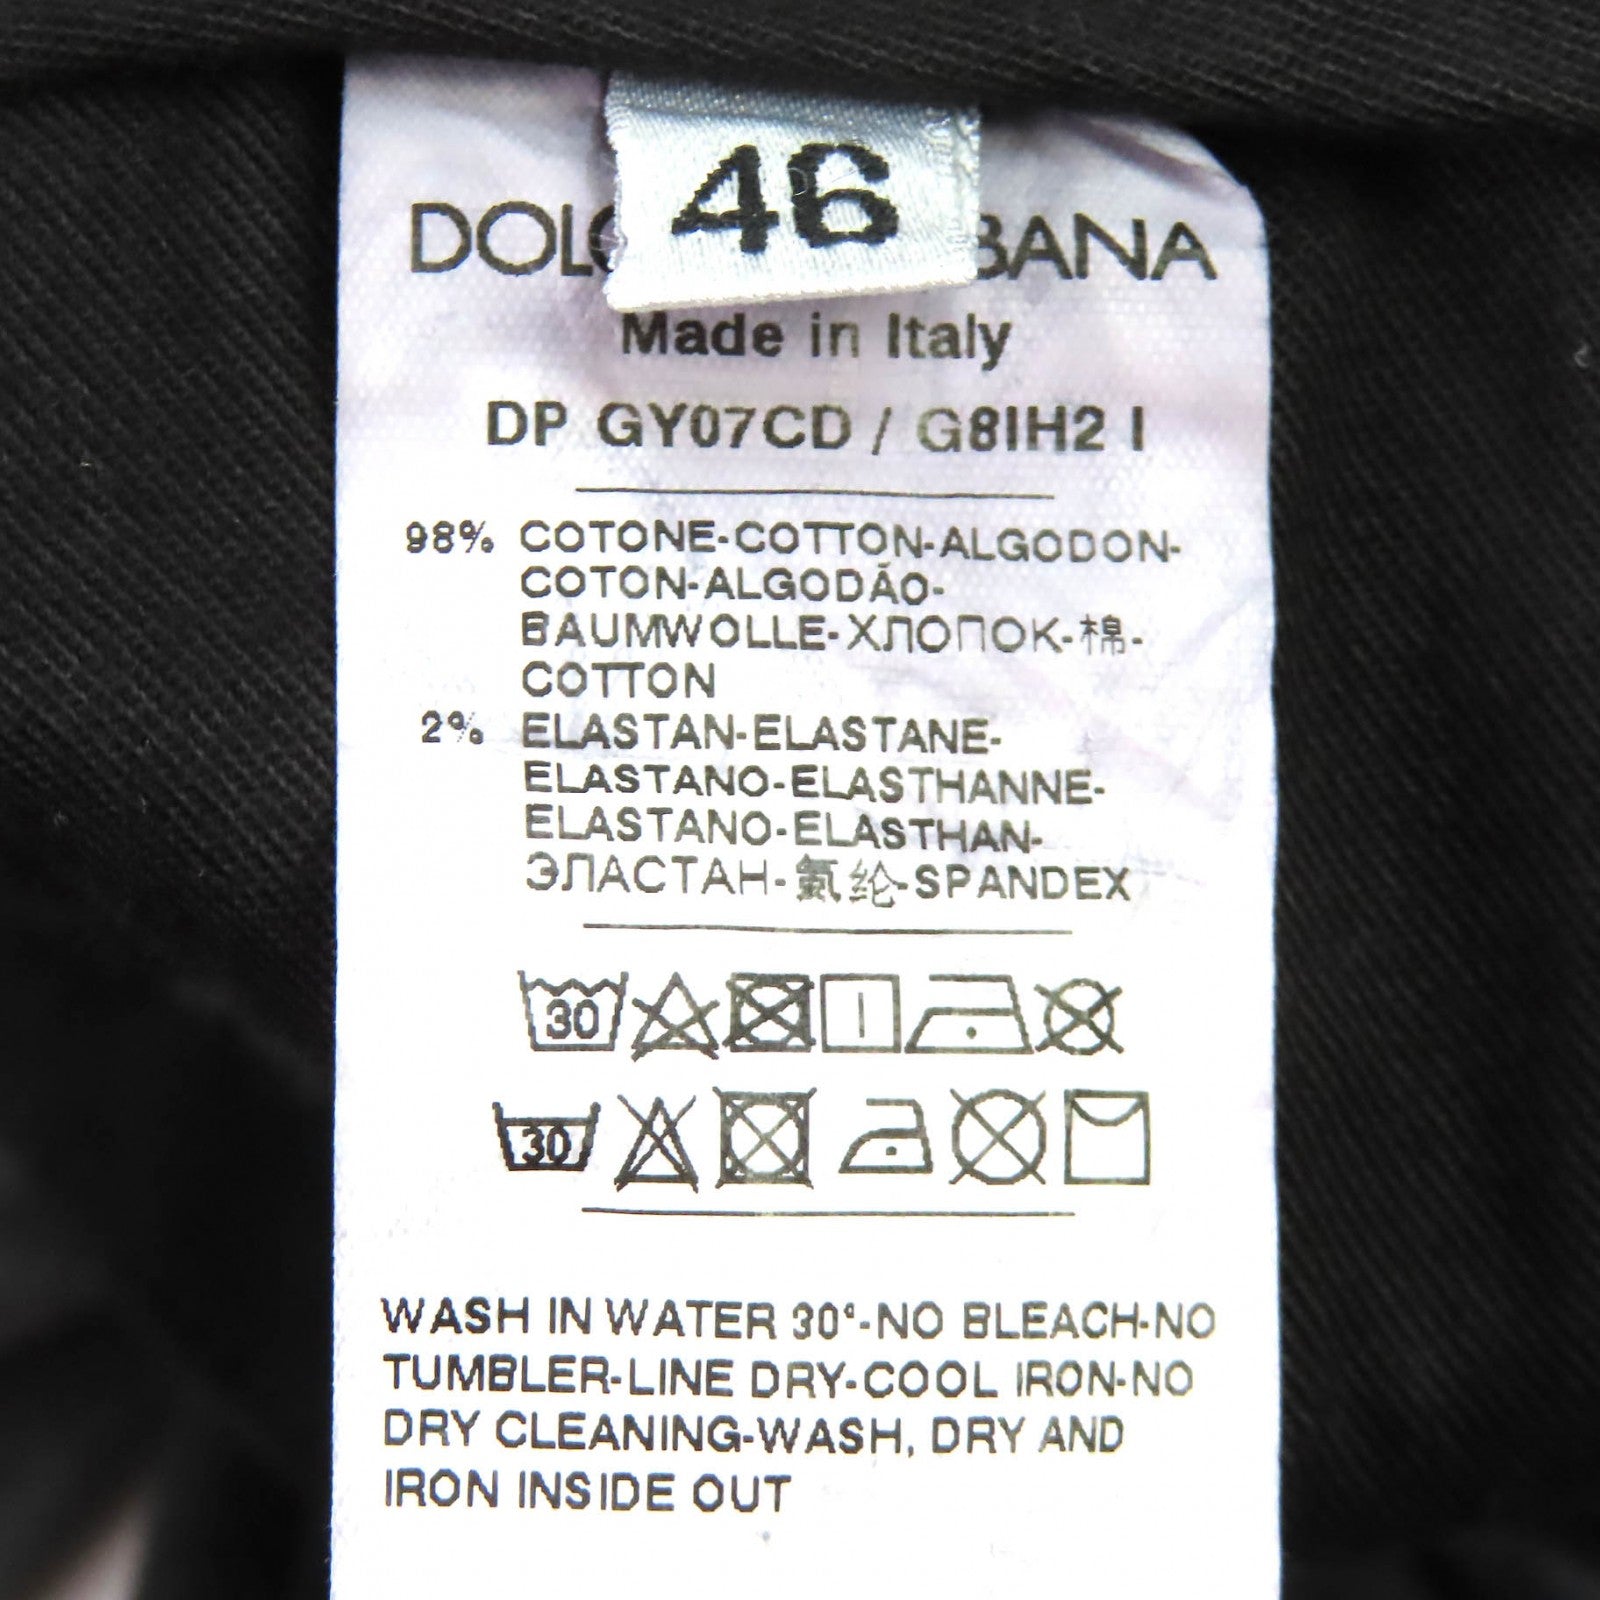 46
DOLC BANA
Made in Italy
DP GY07CD / G8IH2 I
98% COTONE-COTTON-ALGODON-
COTON-ALGODÃO-
BAUMWOLLE-ХЛОПОК-棉-
COTTON
2% ELASTAN-ELASTANE-
ELASTANO-ELASTHANNE-
ELASTANO-ELASTHAN-
ЭЛАСТАН-氨纶-SPANDEX
30
30
WASH IN WATER 30°-NO BLEACH-NO
TUMBLER-LINE DRY-COOL IRON-NO
DRY CLEANING-WASH, DRY AND
IRON INSIDE OUT